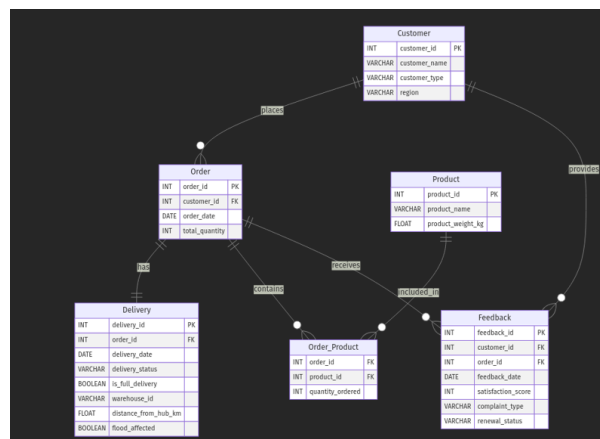 Customer
INT customer_id PK
VARCHAR customer_name
VARCHAR customer_type
VARCHAR region
places
provides
Order
INT order_id PK
INT customer_id FK
DATE order_date
INT total_quantity
Product
INT product_id PK
VARCHAR product_name
FLOAT product_weight_kg
has
receives
contains
included_in
Delivery
INT delivery_id PK
INT order_id FK
DATE delivery_date
VARCHAR delivery_status
BOOLEAN is_full_delivery
VARCHAR warehouse_id
FLOAT distance_from_hub_km
BOOLEAN flood_affected
Order_Product
INT order_id FK
INT product_id FK
INT quantity_ordered
Feedback
INT feedback_id PK
INT customer_id FK
INT order_id FK
DATE feedback_date
INT satisfaction_score
VARCHAR complaint_type
VARCHAR renewal_status